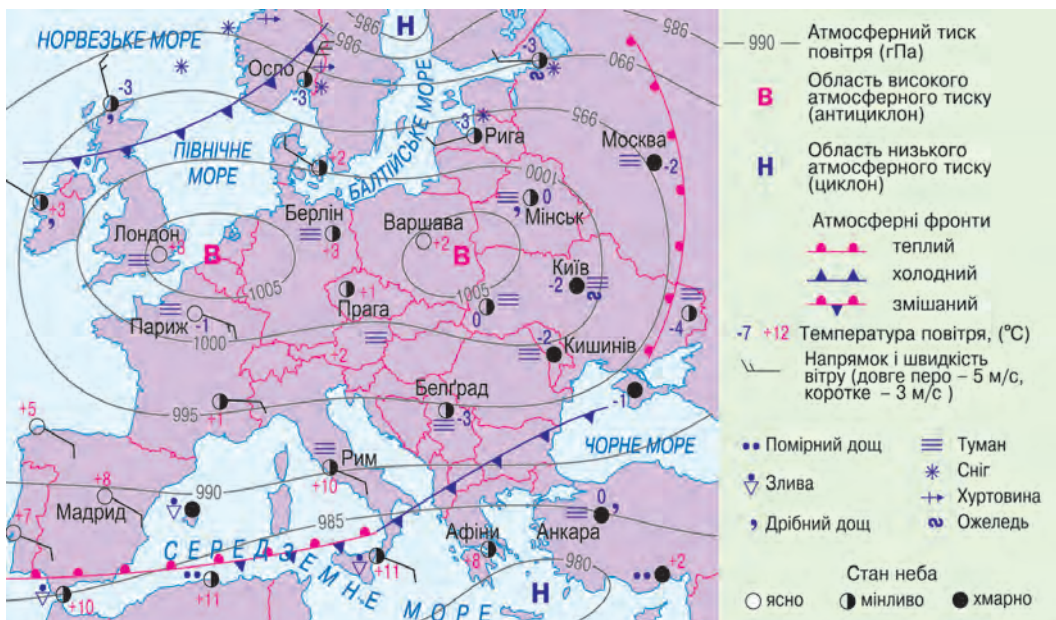 НОРВЕЗЬКЕ МОРЕ
985
985
Н
985
990
995
Осло
-3
-3
-3
-3
Рига
Москва
-2
ПІВНІЧНЕ
МОРЕ
БАЛТІЙСЬКЕ МОРЕ
+2
1000
0
Мінськ
+3
Лондон
+3
В
Берлін
+3
Варшава
+2
В
Київ
-2
1005
1005
+1
Прага
0
-4
Париж
-1
1000
+2
-2
Кишинів
Белґрад
-3
995
+1
-1
ЧОРНЕ МОРЕ
+5
Рим
+10
+8
Мадрид
990
+7
985
0
Афіни
+8
Анкара
980
+2
СЕРЕДЗЕМНЕ МОРЕ
+11
+10
+11
Н
990
Атмосферний тиск
повітря (гПа)
В
Область високого
атмосферного тиску
(антициклон)
Н
Область низького
атмосферного тиску
(циклон)
Атмосферні фронти
теплий
холодний
змішаний
-7 +12 Температура повітря, (°C)
Напрямок і швидкість
вітру (довге перо – 5 м/с,
коротке – 3 м/с )
Помірний дощ
Туман
Злива
Сніг
Хуртовина
Дрібний дощ
Ожеледь
Стан неба
ясно
мінливо
хмарно